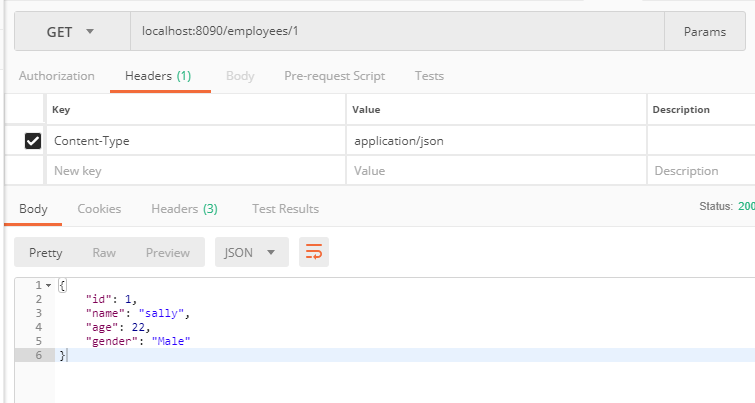 GET localhost:8090/employees/1 Params
Authorization Headers (1) Body Pre-request Script Tests
Key Value Description
Content-Type application/json
New key Value Description
Body Cookies Headers (3) Test Results Status: 200
Pretty Raw Preview JSON
1 {
2 "id": 1,
3 "name": "sally",
4 "age": 22,
5 "gender": "Male"
6 }